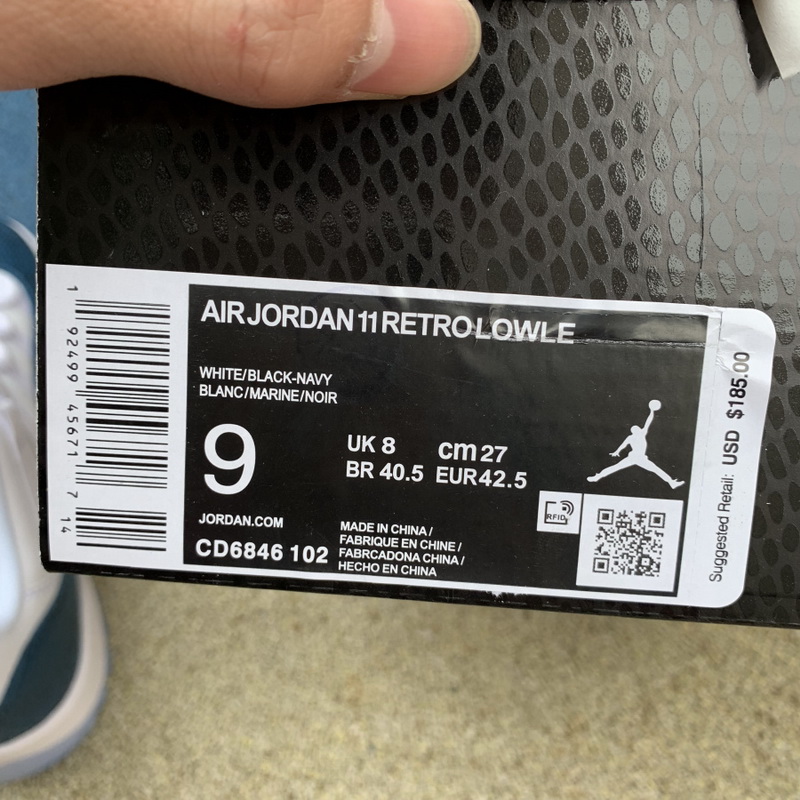 AIR JORDAN 11 RETRO LOW LE
WHITE/BLACK-NAVY
BLANC/MARINE/NOIR
9
UK 8 cm 27
BR 40.5 EUR 42.5
JORDAN.COM
CD6846 102
MADE IN CHINA /
FABRIQUE EN CHINE /
FABRCADONA CHINA /
HECHO EN CHINA
RFID
1 92499 45671 7 14
Suggested Retail: USD $185.00